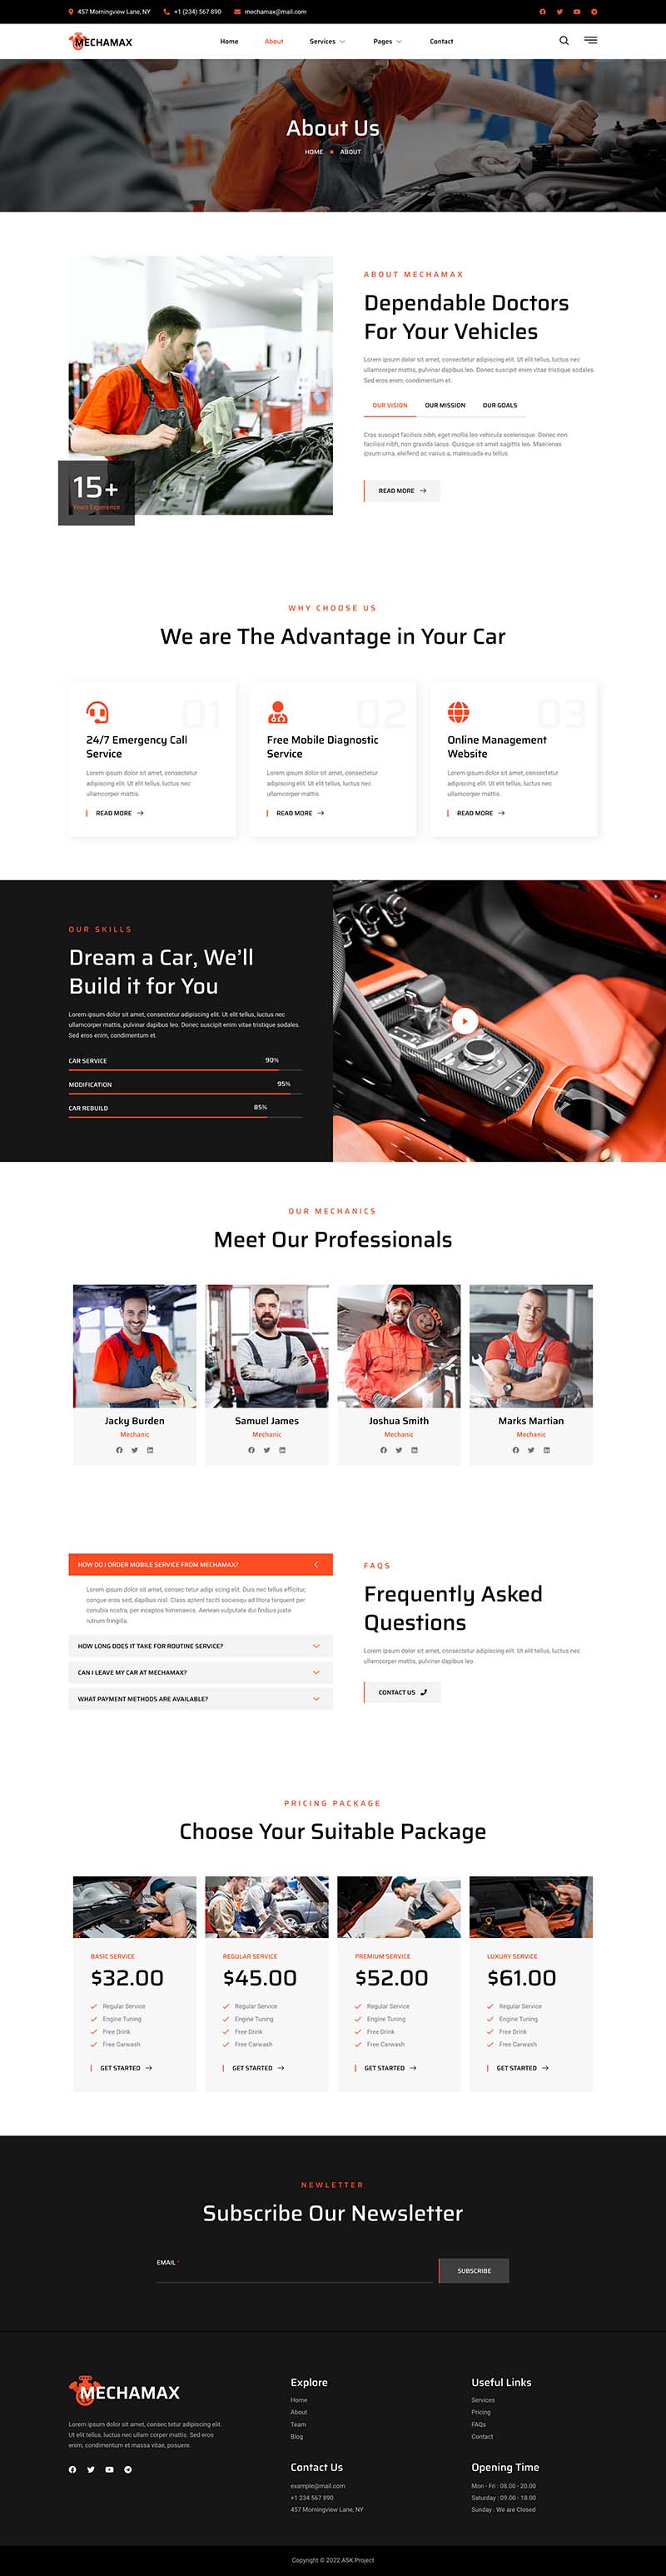 457 Morningview Lane, NY +1 (234) 567 890 mechamax@mail.com
MECHAMAX Home About Services Pages Contact
About Us
HOME ABOUT
ABOUT MECHAMAX
Dependable Doctors
For Your Vehicles
Lorem ipsum dolor sit amet, consectetur adipiscing elit. Ut elit tellus, luctus nec
ullamcorper mattis, pulvinar dapibus leo. Donec suscipit enim vitae tristique sodales.
Sed eros enim, condimentum et.
OUR VISION OUR MISSION OUR GOALS
Cras suscipit facilisis nibh, eget mollis leo vehicula scelerisque. Donec non
facilisis nibh, non gravida lacus. Quisque sit amet sagittis leo. Maecenas
ipsum urna, eleifend ac varius a, malesuada eu tellus.
READ MORE
15+
Years Experience
WHY CHOOSE US
We are The Advantage in Your Car
01
24/7 Emergency Call
Service
Lorem ipsum dolor sit amet, consectetur
adipiscing elit. Ut elit tellus, luctus nec
ullamcorper mattis.
READ MORE
02
Free Mobile Diagnostic
Service
Lorem ipsum dolor sit amet, consectetur
adipiscing elit. Ut elit tellus, luctus nec
ullamcorper mattis.
READ MORE
03
Online Management
Website
Lorem ipsum dolor sit amet, consectetur
adipiscing elit. Ut elit tellus, luctus nec
ullamcorper mattis.
READ MORE
OUR SKILLS
Dream a Car, We’ll
Build it for You
Lorem ipsum dolor sit amet, consectetur adipiscing elit. Ut elit tellus, luctus nec
ullamcorper mattis, pulvinar dapibus leo. Donec suscipit enim vitae tristique sodales.
Sed eros enim, condimentum et.
CAR SERVICE 90%
MODIFICATION 95%
CAR REBUILD 85%
OUR MECHANICS
Meet Our Professionals
Jacky Burden
Mechanic
Samuel James
Mechanic
Joshua Smith
Mechanic
Marks Martian
Mechanic
HOW DO I ORDER MOBILE SERVICE FROM MECHAMAX?
Lorem ipsum dolor sit amet, consec tetur adipi scing elit. Duis nec tellus efficitur,
congue eros sed, dapibus nisl. Class aptent taciti sociosqu ad litora torquent per
conubia nostra, per inceptos himenaeos. Aenean vulputate dui finibus justo
rutrum fringilla.
HOW LONG DOES IT TAKE FOR ROUTINE SERVICE?
CAN I LEAVE MY CAR AT MECHAMAX?
WHAT PAYMENT METHODS ARE AVAILABLE?
FAQS
Frequently Asked
Questions
Lorem ipsum dolor sit amet, consectetur adipiscing elit. Ut elit tellus, luctus nec
ullamcorper mattis, pulvinar dapibus leo.
CONTACT US
PRICING PACKAGE
Choose Your Suitable Package
BASIC SERVICE
$32.00
Regular Service
Engine Tuning
Free Drink
Free Carwash
GET STARTED
REGULAR SERVICE
$45.00
Regular Service
Engine Tuning
Free Drink
Free Carwash
GET STARTED
PREMIUM SERVICE
$52.00
Regular Service
Engine Tuning
Free Drink
Free Carwash
GET STARTED
LUXURY SERVICE
$61.00
Regular Service
Engine Tuning
Free Drink
Free Carwash
GET STARTED
NEWLETTER
Subscribe Our Newsletter
EMAIL *
SUBSCRIBE
MECHAMAX
Lorem ipsum dolor sit amet, consec tetur adipiscing elit.
Ut elit tellus, luctus nec ullam corper mattis. Sed eros
enim, condimentum et massa vitae, posuere.
Explore
Home
About
Team
Blog
Useful Links
Services
Pricing
FAQs
Contact
Contact Us
example@mail.com
+1 234 567 890
457 Morningview Lane, NY
Opening Time
Mon - Fri : 08.00 - 20.00
Saturday : 09.00 - 18.00
Sunday : We are Closed
Copyright © 2022 ASK Project